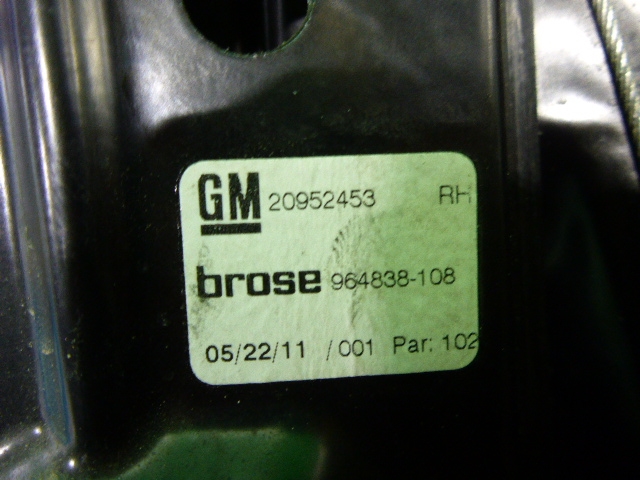 GM 20952453 RH
brose 964838-108
05/22/11 /001 Par: 102